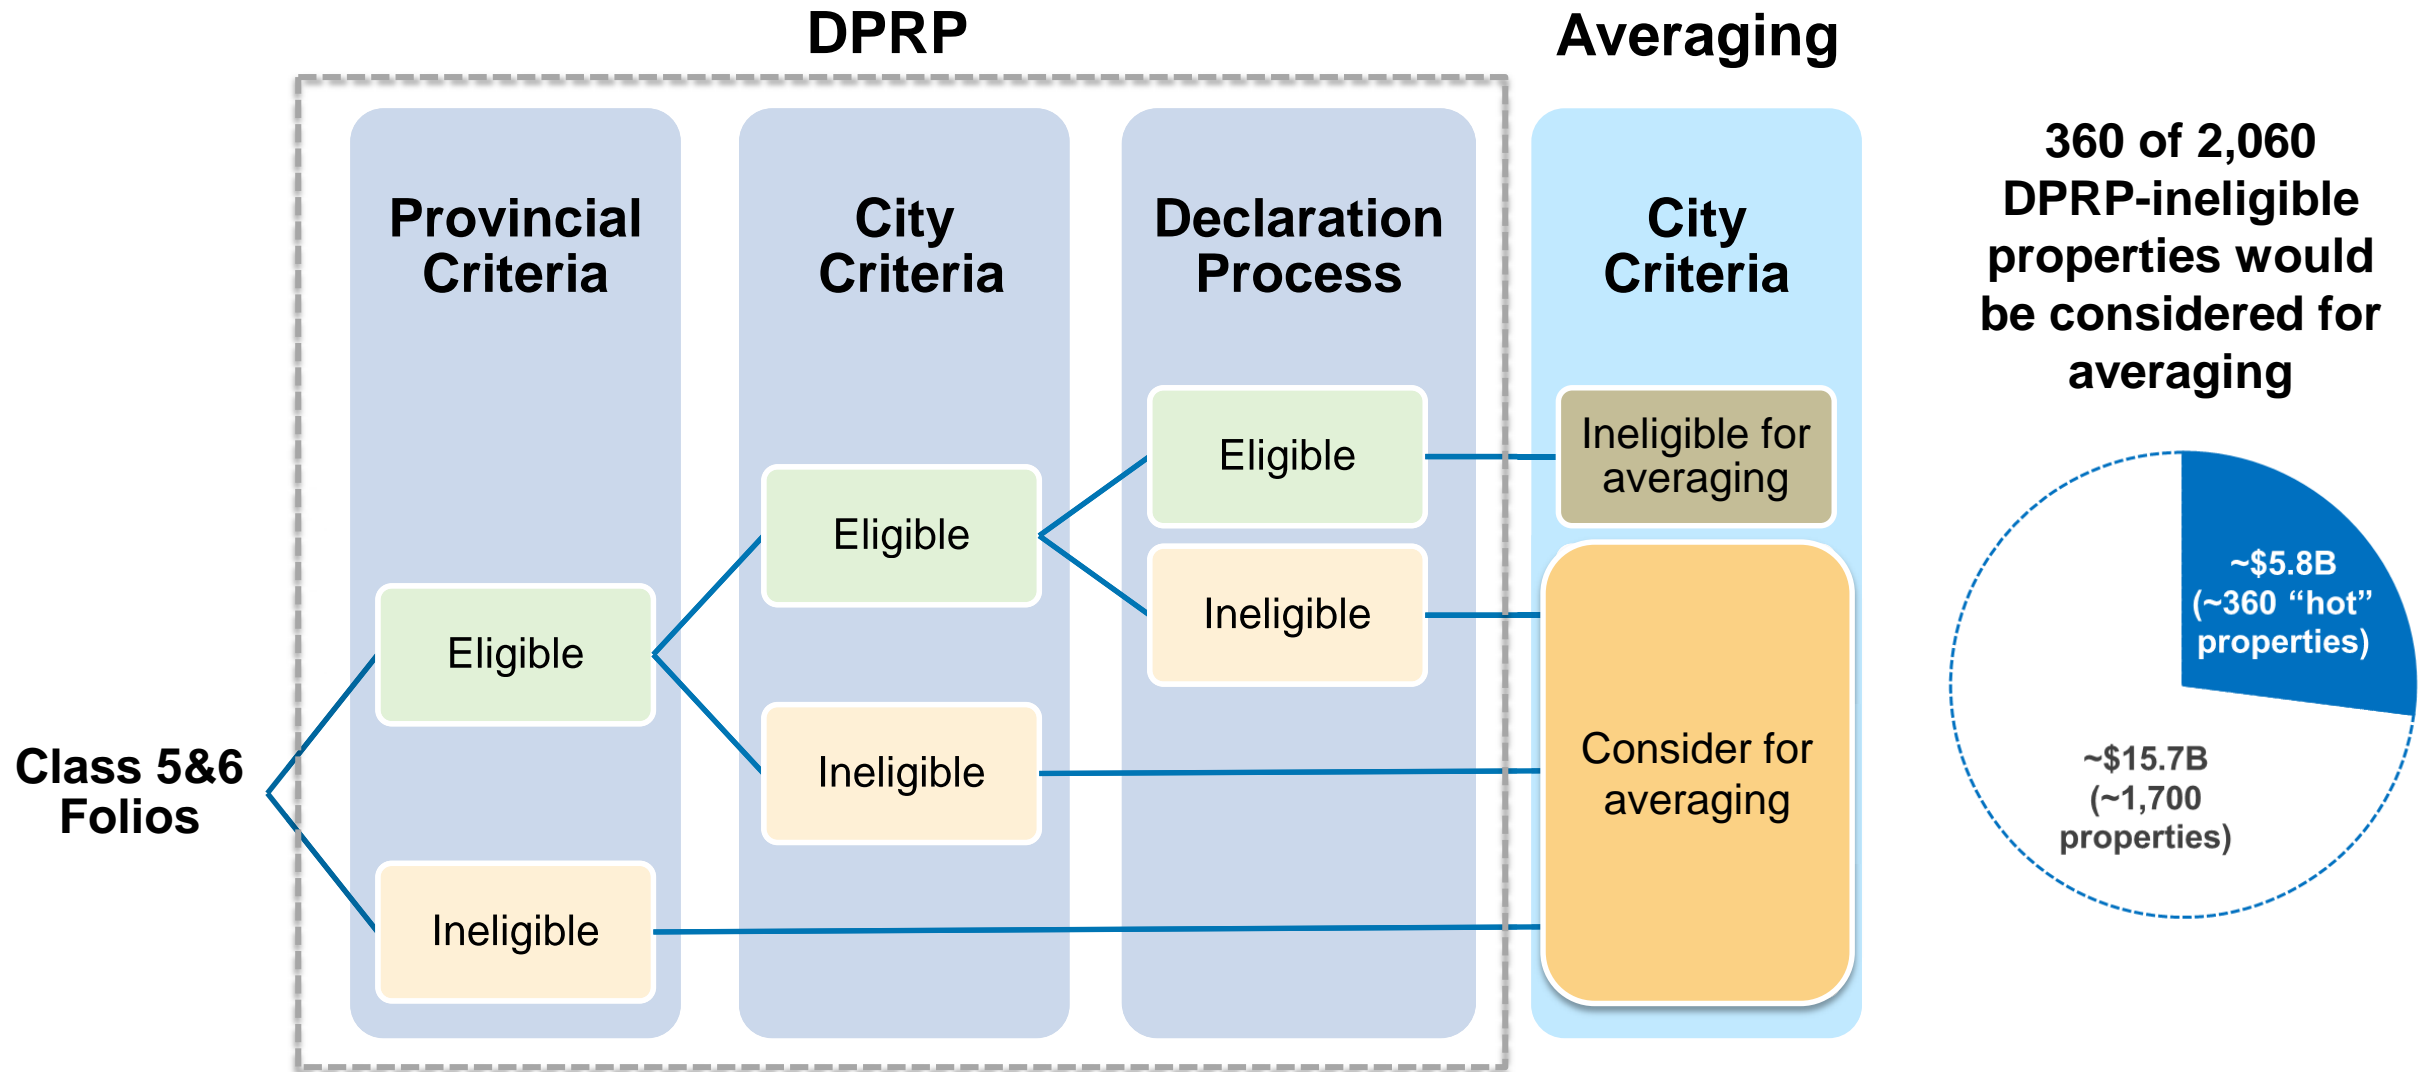 DPRP
Averaging
Provincial
Criteria
City
Criteria
Declaration
Process
City
Criteria
360 of 2,060
DPRP-ineligible
properties would
be considered for
averaging
Eligible
Ineligible for
averaging
Eligible
Ineligible
Eligible
Ineligible
Consider for
averaging
Class 5&6
Folios
Ineligible
~$5.8B
(~360 “hot”
properties)
~$15.7B
(~1,700
properties)